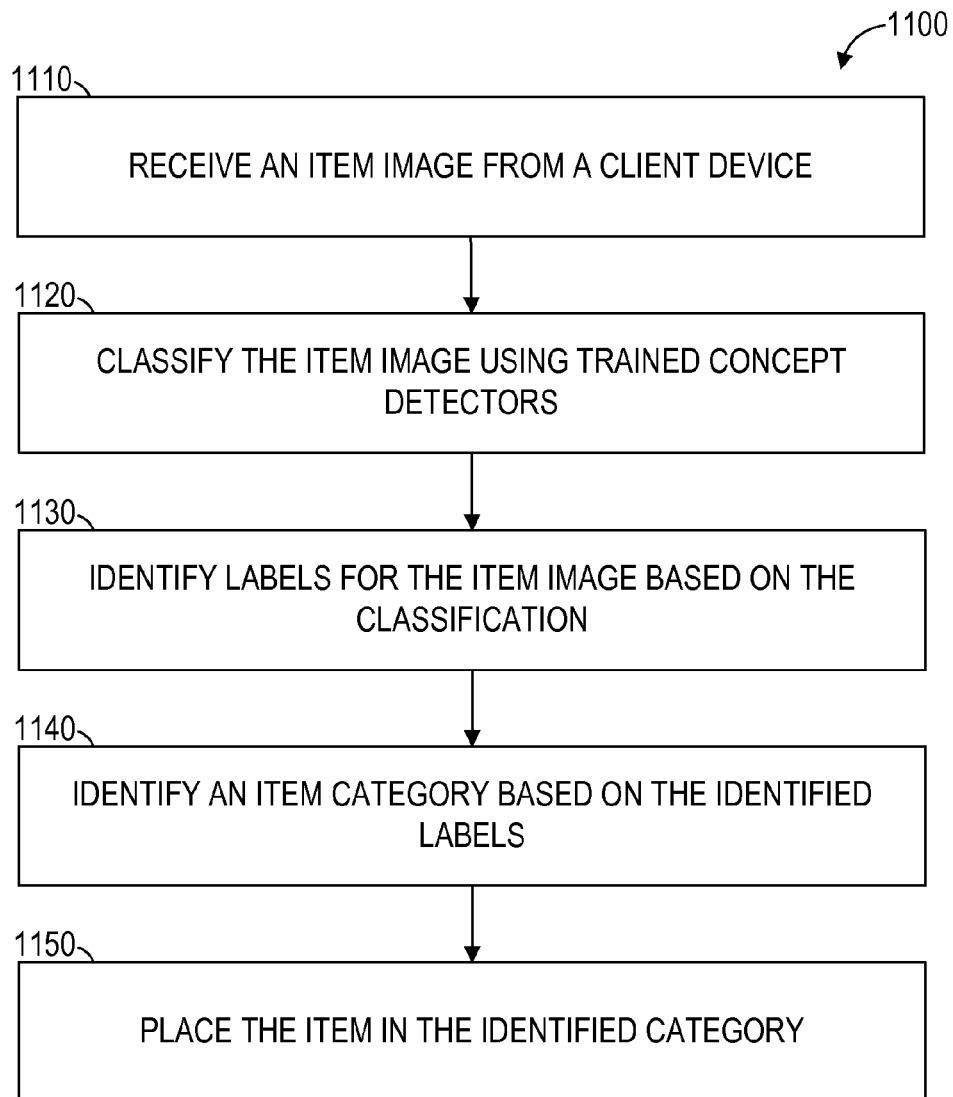 1100
1110
RECEIVE AN ITEM IMAGE FROM A CLIENT DEVICE
1120
CLASSIFY THE ITEM IMAGE USING TRAINED CONCEPT
DETECTORS
1130
IDENTIFY LABELS FOR THE ITEM IMAGE BASED ON THE
CLASSIFICATION
1140
IDENTIFY AN ITEM CATEGORY BASED ON THE IDENTIFIED
LABELS
1150
PLACE THE ITEM IN THE IDENTIFIED CATEGORY